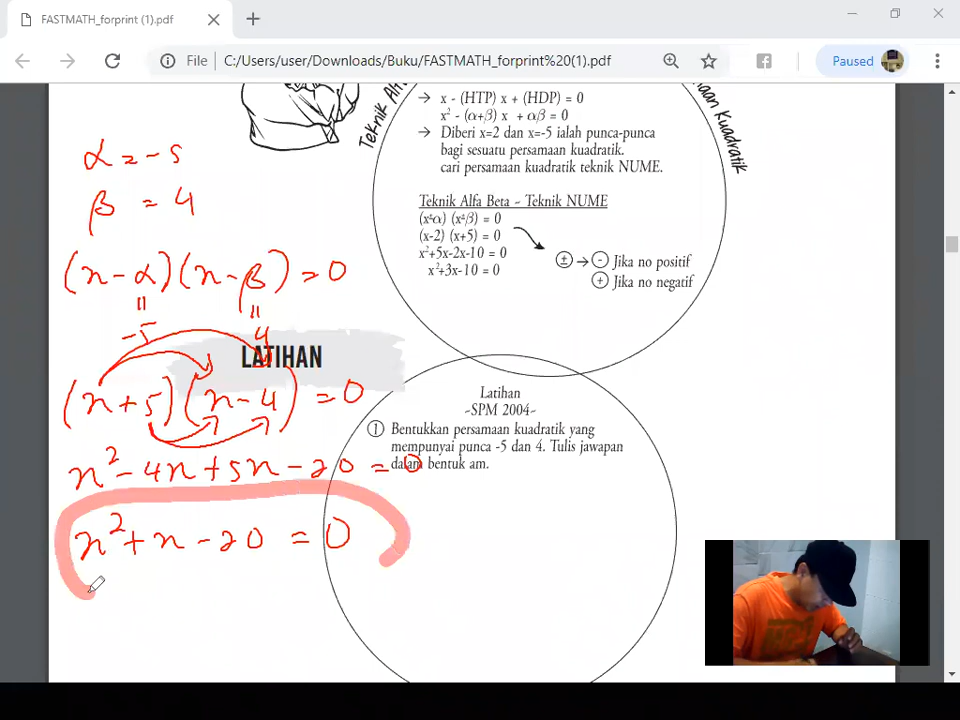 FASTMATH_forprint (1).pdf
File C:/Users/user/Downloads/Buku/FASTMATH_forprint%20(1).pdf
Paused
Teknik Alfa
aan Kuadratik
→ x - (HTP) x + (HDP) = 0
x² - (α+β) x + αβ = 0
→ Diberi x=2 dan x=-5 ialah punca-punca
bagi sesuatu persamaan kuadratik.
cari persamaan kuadratik teknik NUME.
Teknik Alfa Beta - Teknik NUME
(x±α) (x±β) = 0
(x-2) (x+5) = 0
x²+5x-2x-10 = 0
x²+3x-10 = 0
± → - Jika no positif
+ Jika no negatif
α = -5
β = 4
(x-α)(x-β) = 0
-5
4
LATIHAN
(x+5)(x-4) = 0
x² - 4x + 5x - 20 = 0
x² + x - 20 = 0
Latihan
-SPM 2004-
1 Bentukkan persamaan kuadratik yang
mempunyai punca -5 dan 4. Tulis jawapan
dalam bentuk am.